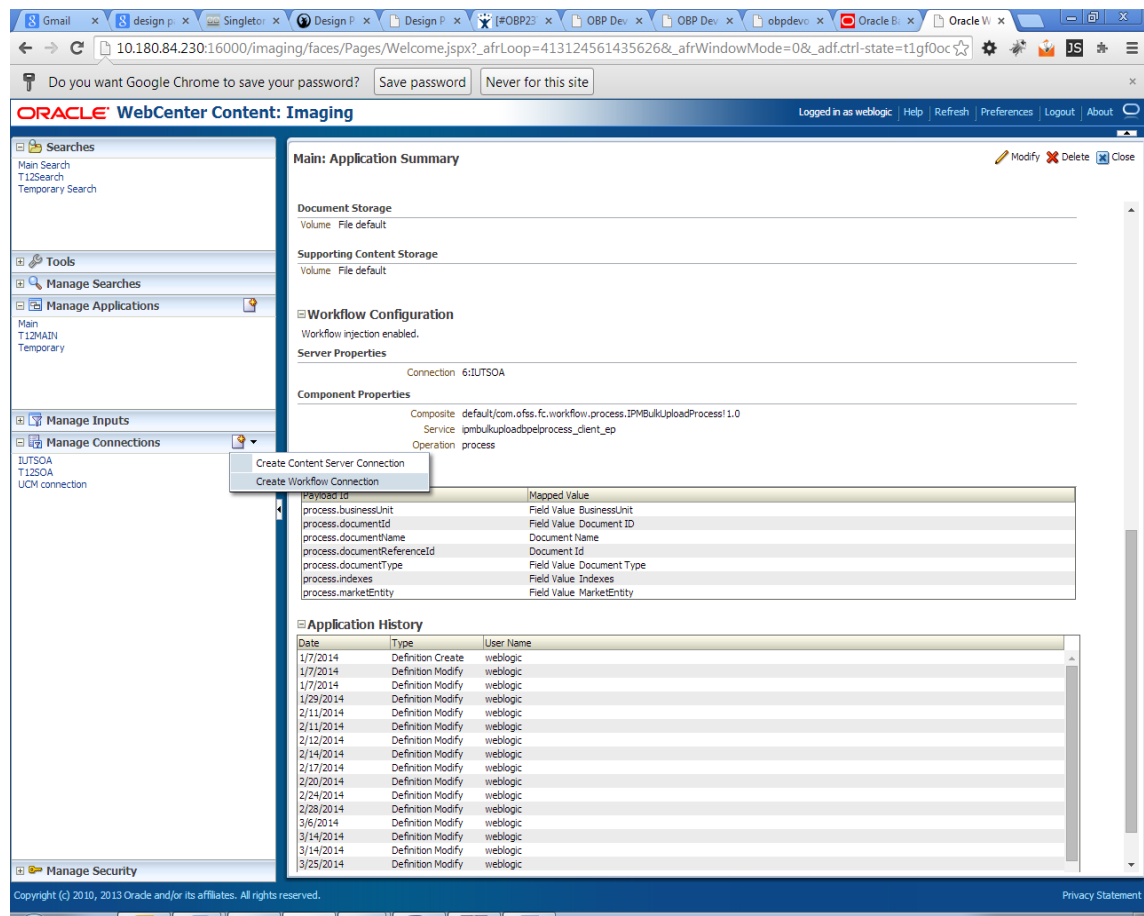 Gmail
design p
Singletor
Design P
Design P
[#OBP23
OBP Dev
OBP Dev
obpdevo
Oracle Ba
Oracle W
10.180.84.230:16000/imaging/faces/Pages/Welcome.jspx?_afrLoop=413124561435626&_afrWindowMode=0&_adf.ctrl-state=t1gf0oc
JS
Do you want Google Chrome to save your password? Save password Never for this site
ORACLE WebCenter Content: Imaging
Logged in as weblogic Help Refresh Preferences Logout About
Searches
Main Search
T12Search
Temporary Search
Tools
Manage Searches
Manage Applications
Main
T12MAIN
Temporary
Manage Inputs
Manage Connections
IUTSOA
T12SOA
UCM connection
Create Content Server Connection
Create Workflow Connection
Manage Security
Main: Application Summary
Modify Delete Close
Document Storage
Volume File default
Supporting Content Storage
Volume File default
Workflow Configuration
Workflow injection enabled.
Server Properties
Connection 6:IUTSOA
Component Properties
Composite default/com.ofss.fc.workflow.process.IPMBulkUploadProcess!1.0
Service ipmbulkuploadbpelprocess_client_ep
Operation process
Payload Id Mapped Value
process.businessUnit Field Value BusinessUnit
process.documentId Field Value Document ID
process.documentName Document Name
process.documentReferenceId Document Id
process.documentType Field Value Document Type
process.indexes Field Value Indexes
process.marketEntity Field Value MarketEntity
Application History
Date Type User Name
1/7/2014 Definition Create weblogic
1/7/2014 Definition Modify weblogic
1/7/2014 Definition Modify weblogic
1/29/2014 Definition Modify weblogic
2/11/2014 Definition Modify weblogic
2/11/2014 Definition Modify weblogic
2/12/2014 Definition Modify weblogic
2/14/2014 Definition Modify weblogic
2/17/2014 Definition Modify weblogic
2/20/2014 Definition Modify weblogic
2/24/2014 Definition Modify weblogic
2/28/2014 Definition Modify weblogic
3/6/2014 Definition Modify weblogic
3/14/2014 Definition Modify weblogic
3/14/2014 Definition Modify weblogic
3/25/2014 Definition Modify weblogic
Copyright (c) 2010, 2013 Oracle and/or its affiliates. All rights reserved.
Privacy Statement